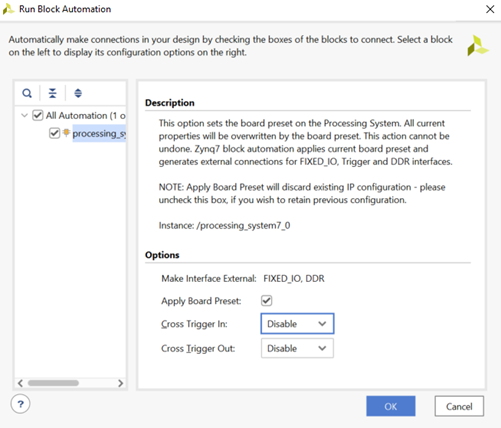 Run Block Automation
Automatically make connections in your design by checking the boxes of the blocks to connect. Select a block
on the left to display its configuration options on the right.
All Automation (1 o
processing_sy
Description
This option sets the board preset on the Processing System. All current
properties will be overwritten by the board preset. This action cannot be
undone. Zynq7 block automation applies current board preset and
generates external connections for FIXED_IO, Trigger and DDR interfaces.
NOTE: Apply Board Preset will discard existing IP configuration - please
uncheck this box, if you wish to retain previous configuration.
Instance: /processing_system7_0
Options
Make Interface External: FIXED_IO, DDR
Apply Board Preset:
Cross Trigger In: Disable
Cross Trigger Out: Disable
? OK Cancel